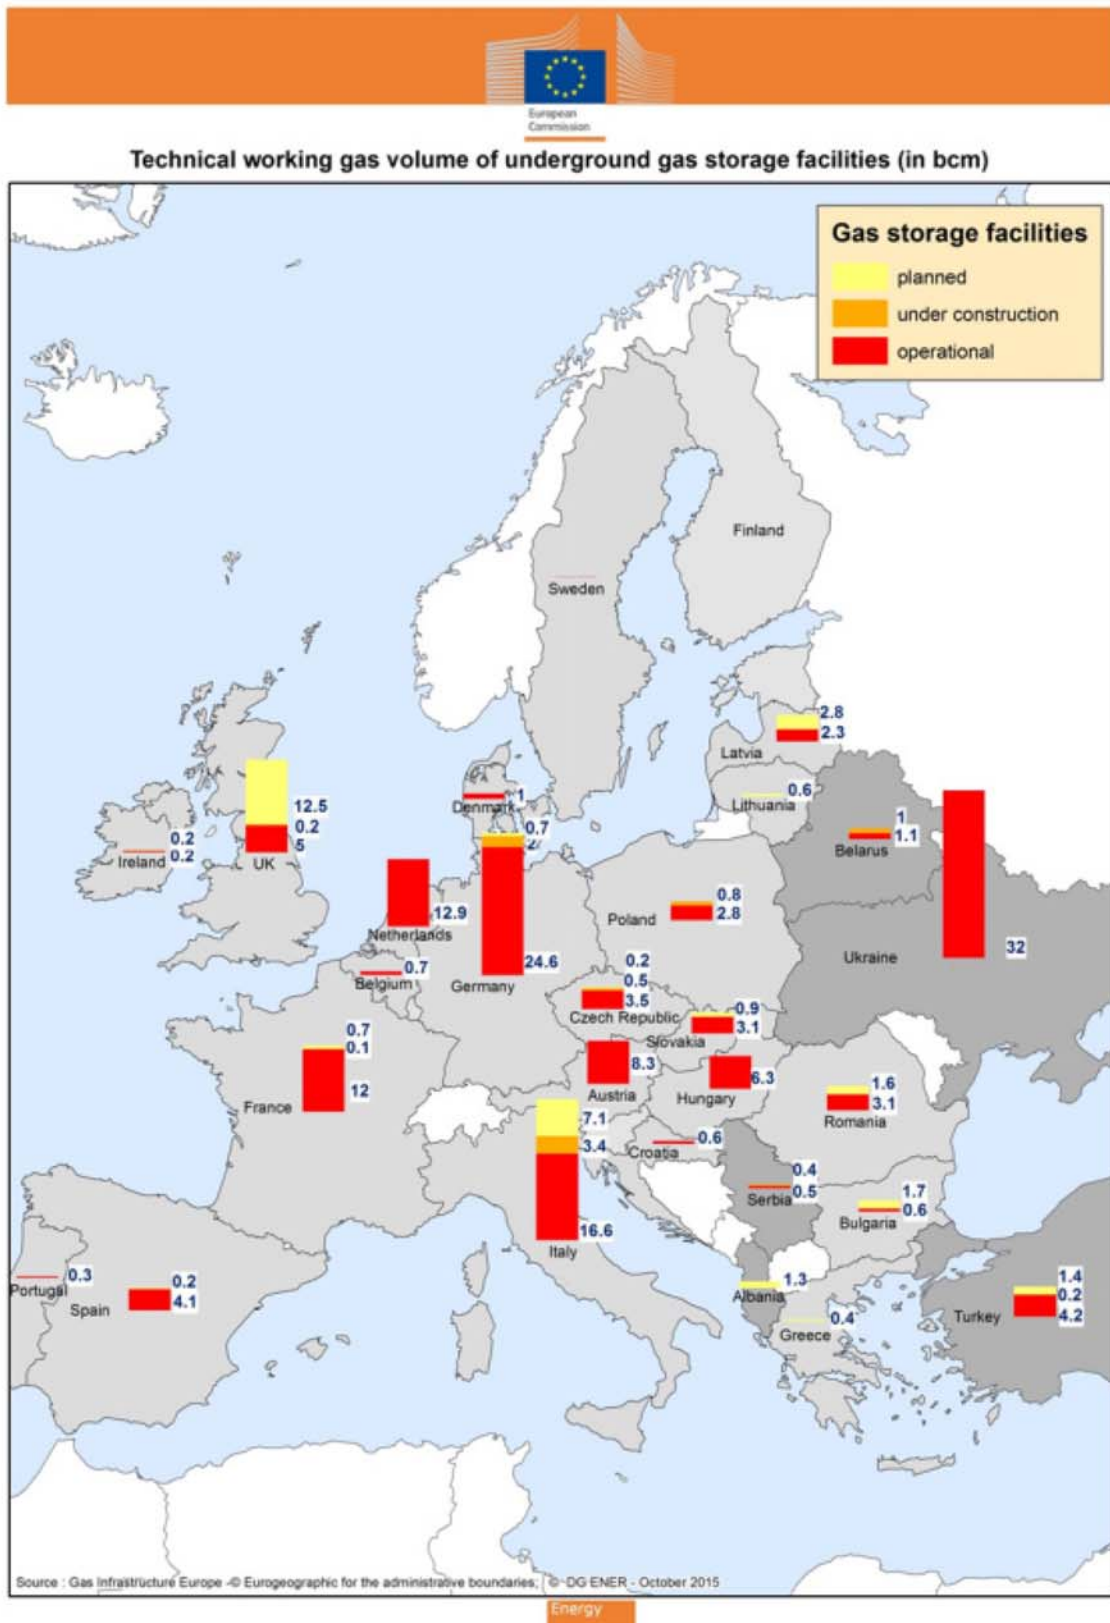 European
Commission
Technical working gas volume of underground gas storage facilities (in bcm)
Gas storage facilities
planned
under construction
operational
Finland
Sweden
2.8
2.3
Latvia
0.6
Lithuania
1
Denmark
12.5
0.2
5
UK
0.2
0.2
Ireland
0.7
2
24.6
Germany
1
1.1
Belarus
12.9
Netherlands
0.8
2.8
Poland
32
Ukraine
0.7
Belgium
0.2
0.5
3.5
Czech Republic
0.9
3.1
Slovakia
0.7
0.1
12
France
8.3
Austria
6.3
Hungary
1.6
3.1
Romania
7.1
3.4
16.6
Italy
0.6
Croatia
0.4
0.5
Serbia
1.7
0.6
Bulgaria
0.3
Portugal
0.2
4.1
Spain
1.3
Albania
0.4
Greece
1.4
0.2
4.2
Turkey
Source : Gas Infrastructure Europe -© Eurogeographic for the administrative boundaries; © DG ENER - October 2015
Energy